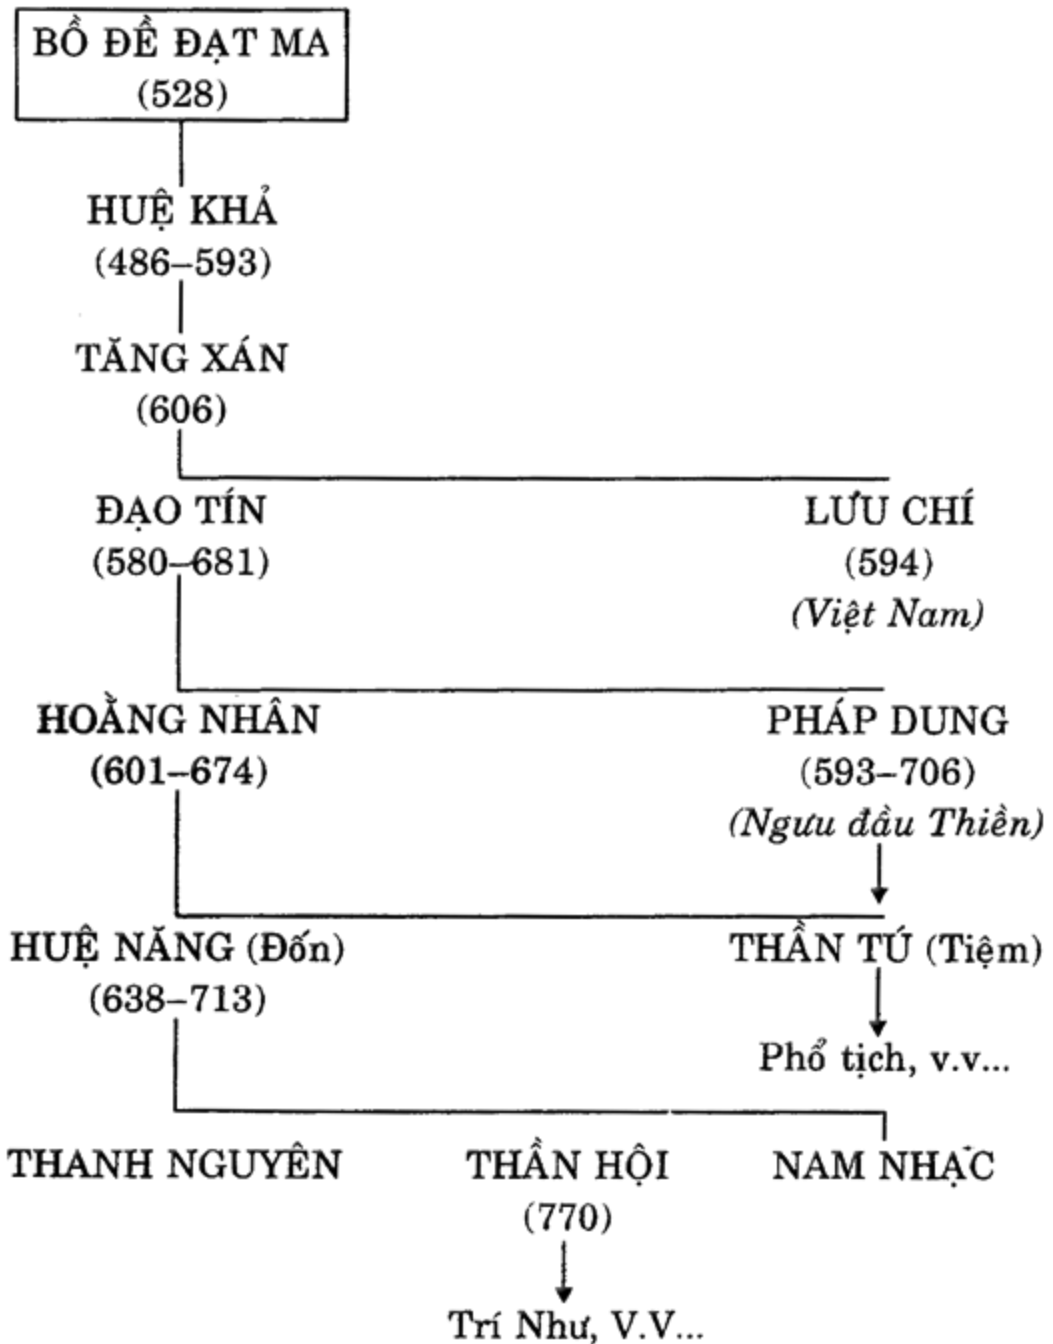 BỒ ĐỀ ĐẠT MA
(528)
HUỆ KHẢ
(486–593)
TĂNG XÁN
(606)
ĐẠO TÍN
(580–681)
LƯU CHÍ
(594)
(Việt Nam)
HOẰNG NHÂN
(601–674)
PHÁP DUNG
(593–706)
(Ngưu đầu Thiền)
HUỆ NĂNG (Đốn)
(638–713)
THẦN TÚ (Tiệm)
Phổ tịch, v.v...
THANH NGUYÊN
THẦN HỘI
(770)
Trí Như, V.V...
NAM NHẠC